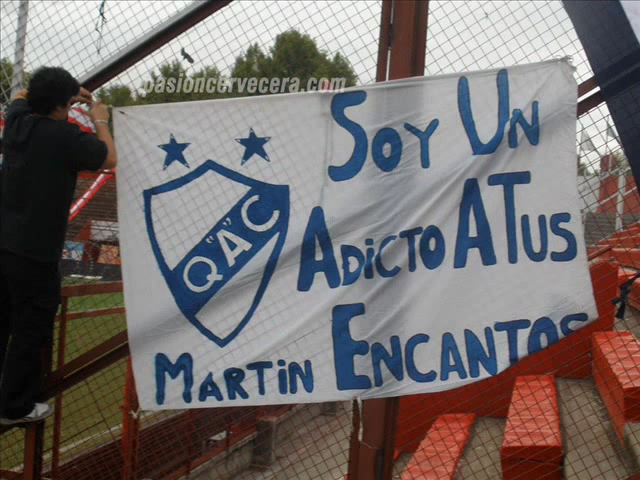 pasioncervecera.com
SOY UN
ADICTO A TUS
ENCANTOS
QAC
MARTIN